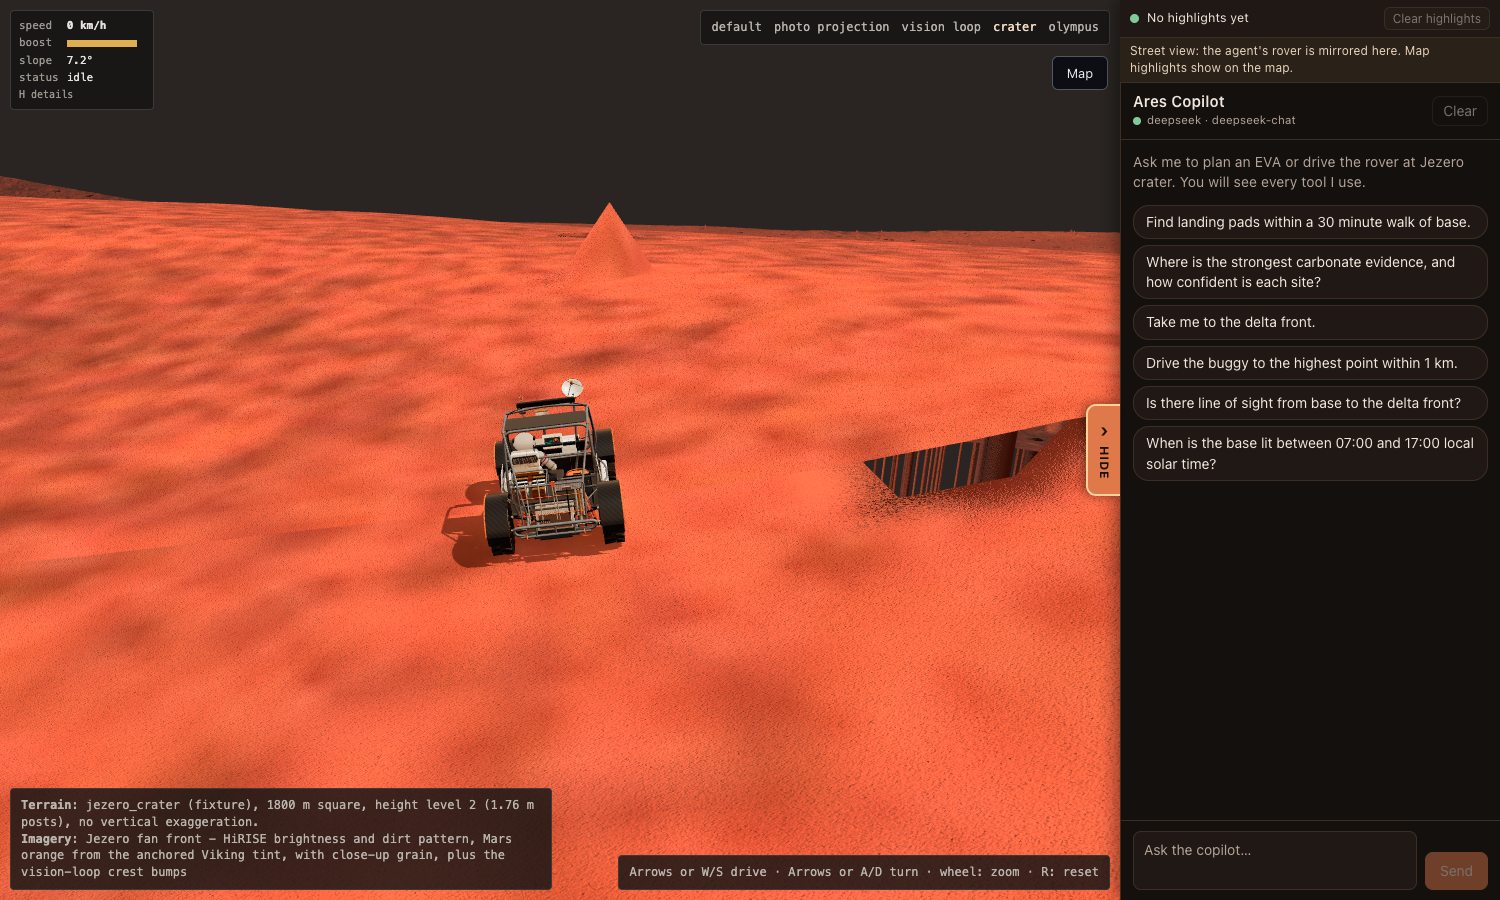 speed 0 km/h
boost
slope 7.2°
status idle
H details
default photo projection vision loop crater olympus
Map
No highlights yet
Clear highlights
Street view: the agent's rover is mirrored here. Map
highlights show on the map.
Ares Copilot
deepseek · deepseek-chat
Clear
Ask me to plan an EVA or drive the rover at Jezero
crater. You will see every tool I use.
Find landing pads within a 30 minute walk of base.
Where is the strongest carbonate evidence, and
how confident is each site?
Take me to the delta front.
Drive the buggy to the highest point within 1 km.
Is there line of sight from base to the delta front?
When is the base lit between 07:00 and 17:00 local
solar time?
› HIDE
Terrain: jezero_crater (fixture), 1800 m square, height level 2 (1.76 m
posts), no vertical exaggeration.
Imagery: Jezero fan front — HiRISE brightness and dirt pattern, Mars
orange from the anchored Viking tint, with close-up grain, plus the
vision-loop crest bumps
Arrows or W/S drive · Arrows or A/D turn · wheel: zoom · R: reset
Ask the copilot...
Send